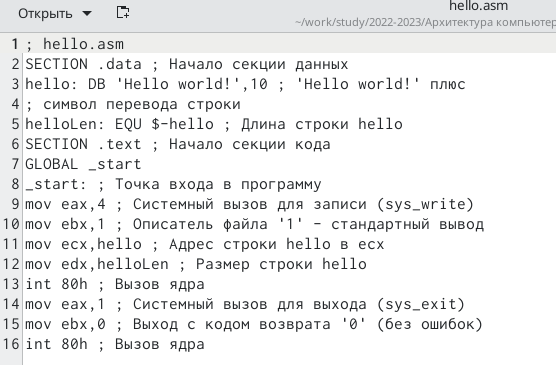 Открыть
hello.asm
~/work/study/2022-2023/Архитектура компьютер
1 ; hello.asm
2 SECTION .data ; Начало секции данных
3 hello: DB 'Hello world!',10 ; 'Hello world!' плюс
4 ; символ перевода строки
5 helloLen: EQU $-hello ; Длина строки hello
6 SECTION .text ; Начало секции кода
7 GLOBAL _start
8 _start: ; Точка входа в программу
9 mov eax,4 ; Системный вызов для записи (sys_write)
10 mov ebx,1 ; Описатель файла '1' - стандартный вывод
11 mov ecx,hello ; Адрес строки hello в ecx
12 mov edx,helloLen ; Размер строки hello
13 int 80h ; Вызов ядра
14 mov eax,1 ; Системный вызов для выхода (sys_exit)
15 mov ebx,0 ; Выход с кодом возврата '0' (без ошибок)
16 int 80h ; Вызов ядра